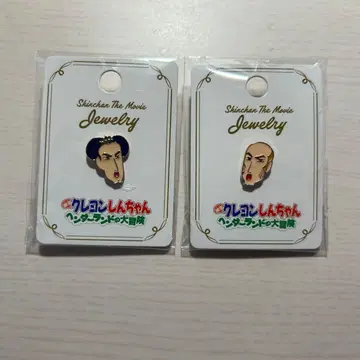 Shinchan The Movie
Jewelry
クレヨンしんちゃん
ヘンダーランドの大冒険
Shinchan The Movie
Jewelry
クレヨンしんちゃん
ヘンダーランドの大冒険